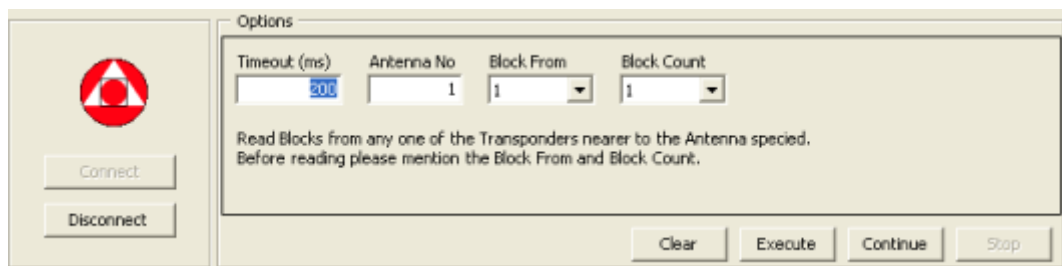 Options
Timeout (ms) Antenna No Block From Block Count
200 1 1 1
Read Blocks from any one of the Transponders nearer to the Antenna specied.
Before reading please mention the Block From and Block Count.
Connect
Disconnect
Clear Execute Continue Stop